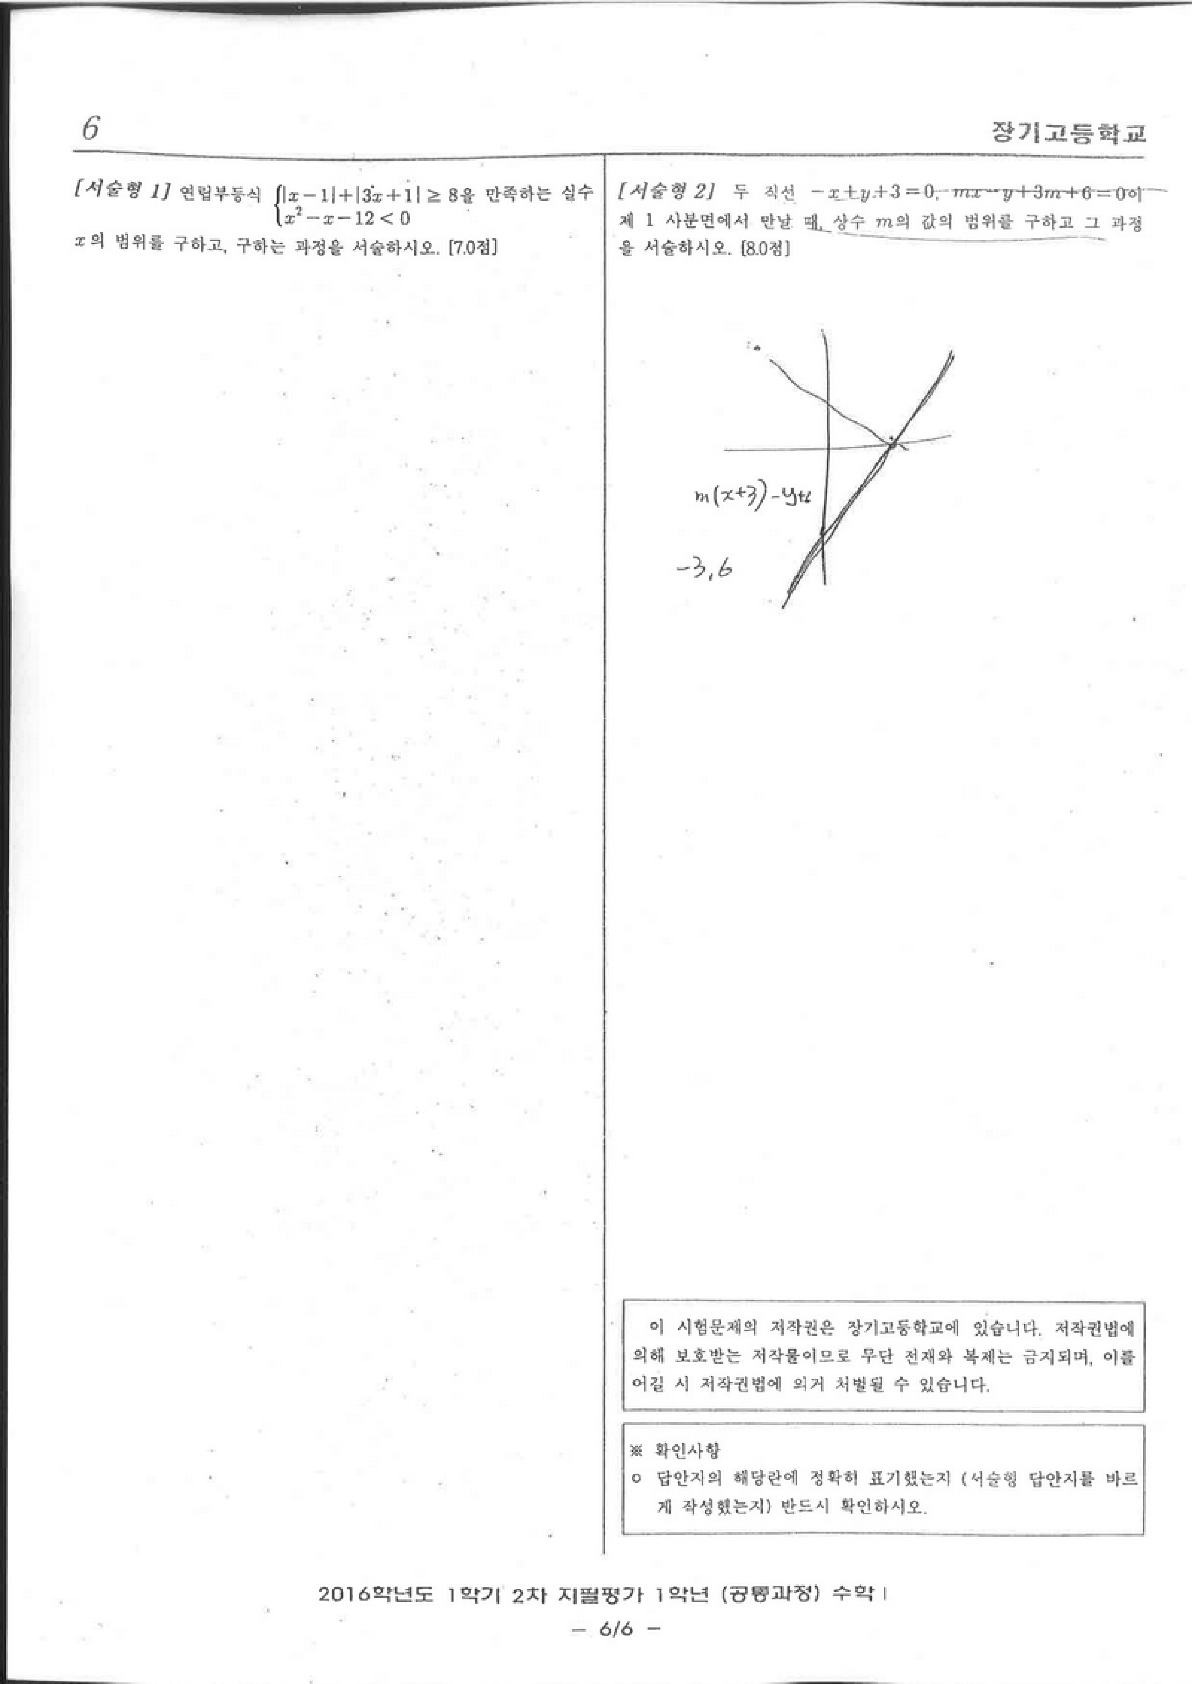 6
장기고등학교
[서술형 1] 연립부등식 {|x-1|+|3x+1| ≥ 8을 만족하는 실수
x²-x-12<0
x의 범위를 구하고, 구하는 과정을 서술하시오. [7.0점]
[서술형 2] 두 직선 -x+y+3=0, mx-y+3m+6=0이
제 1 사분면에서 만날 때, 상수 m의 값의 범위를 구하고 그 과정
을 서술하시오. [8.0점]
m(x+3)-y+6
-3,6
이 시험문제의 저작권은 장기고등학교에 있습니다. 저작권법에
의해 보호받는 저작물이므로 무단 전재와 복제는 금지되며, 이를
어길 시 저작권법에 의거 처벌될 수 있습니다.
※ 확인사항
○ 답안지의 해당란에 정확히 표기했는지 (서술형 답안지를 바르
게 작성했는지) 반드시 확인하시오.
2016학년도 1학기 2차 지필평가 1학년 (공통과정) 수학Ⅰ
- 6/6 -